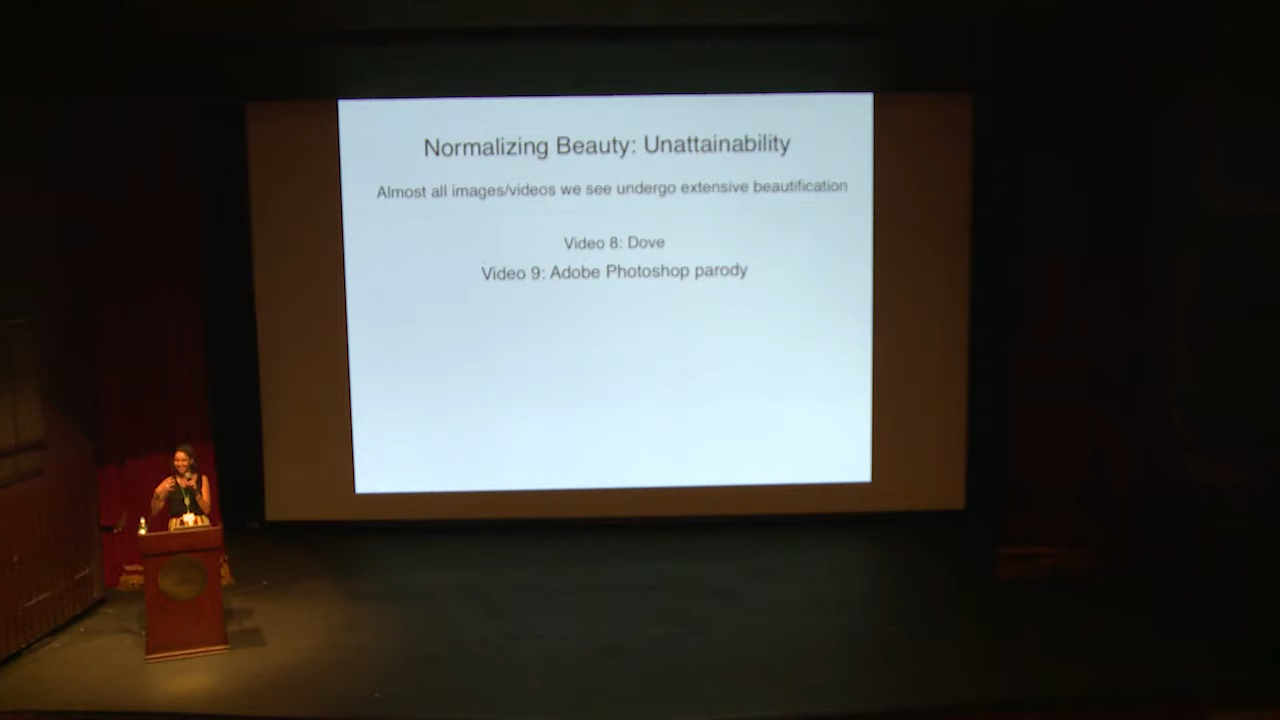 Normalizing Beauty: Unattainability
Almost all images/videos we see undergo extensive beautification
Video 8: Dove
Video 9: Adobe Photoshop parody